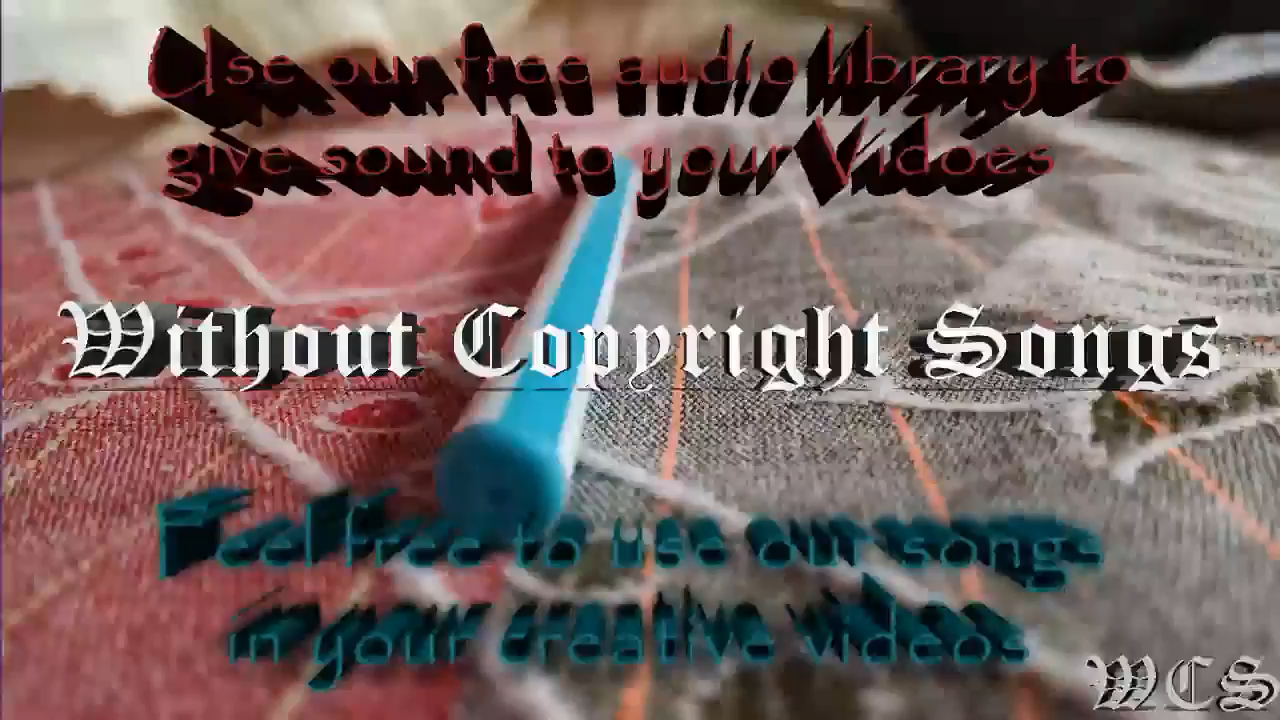 Use our free audio library to
give sound to your Vidoes
Without Copyright Songs
Feel free to use our songs
in your creative videos
WCS